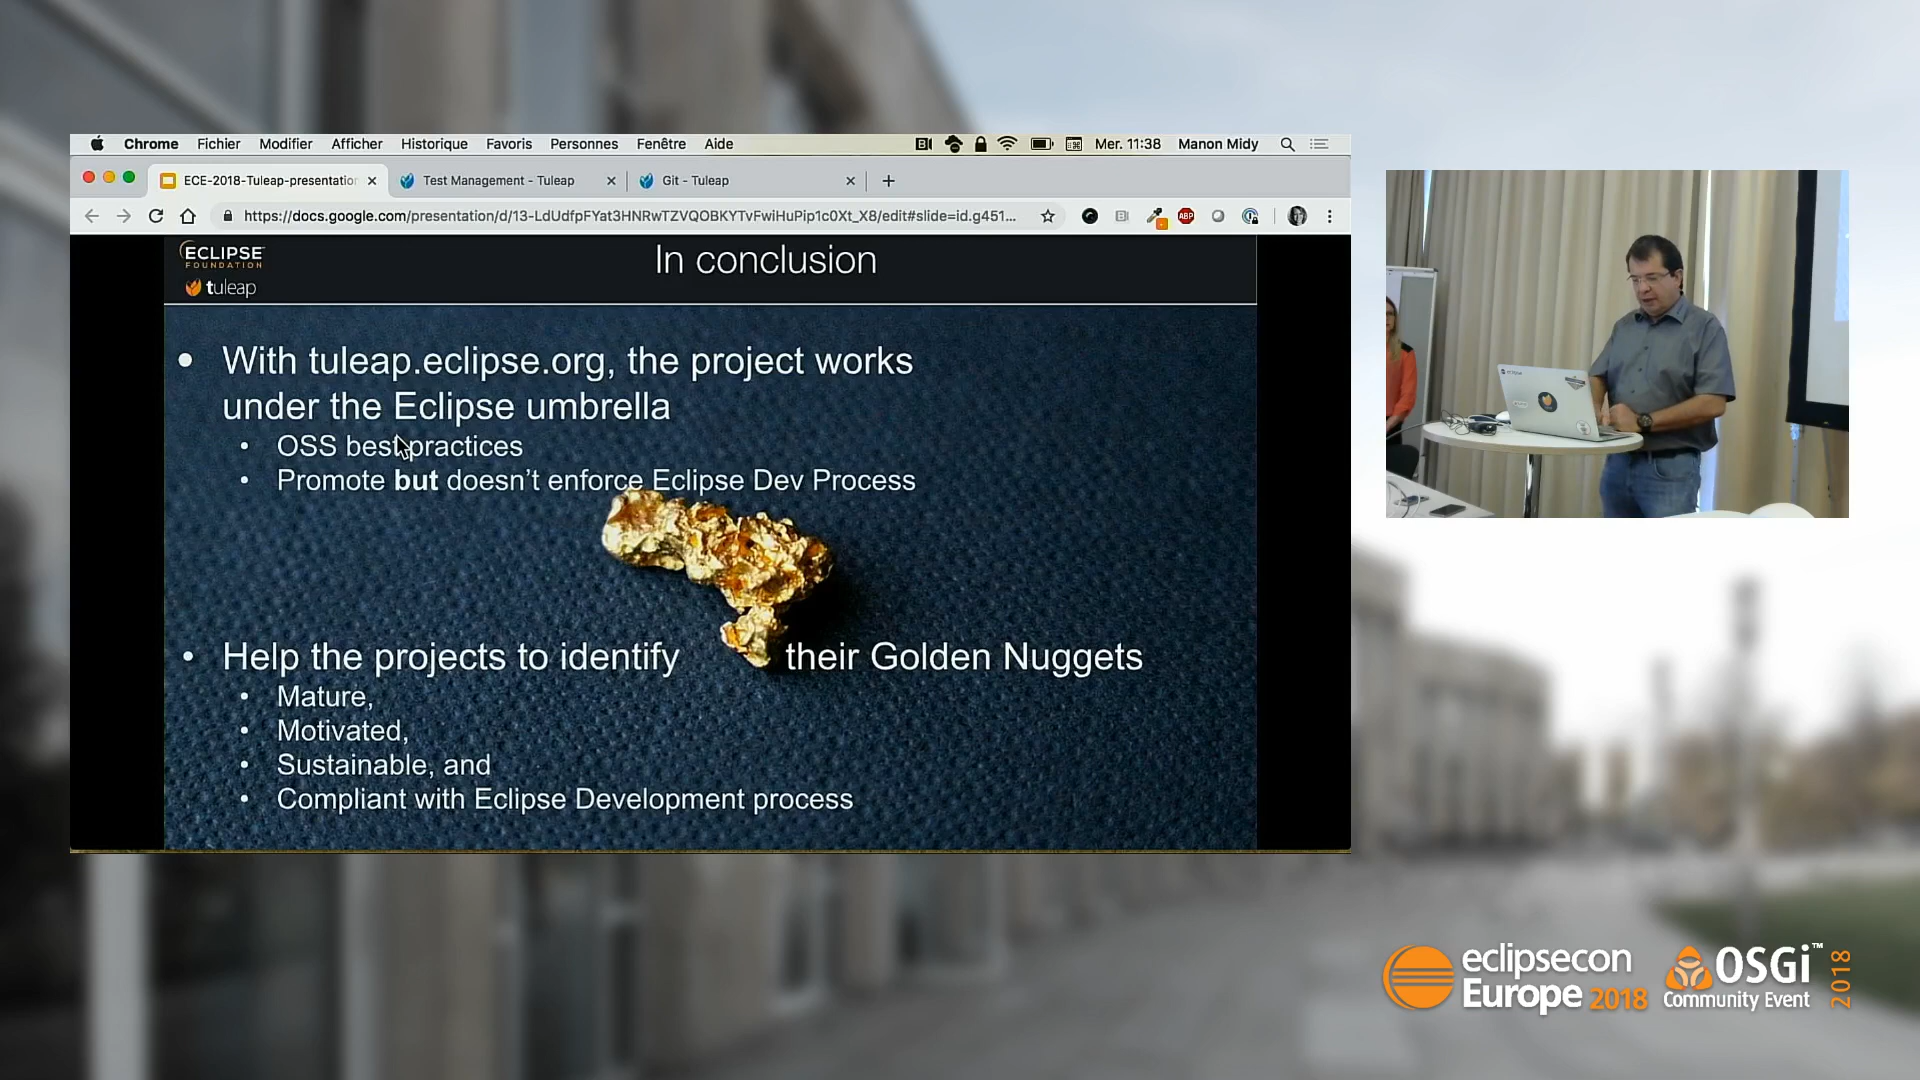 Chrome Fichier Modifier Afficher Historique Favoris Personnes Fenêtre Aide
Mer. 11:38 Manon Midy
ECE-2018-Tuleap-presentation
Test Management - Tuleap
Git - Tuleap
https://docs.google.com/presentation/d/13-LdUdfpFYat3HNRwTZVQOBKYTvFwiHuPip1c0Xt_X8/edit#slide=id.g451...
ABP
ECLIPSE
FOUNDATION
tuleap
In conclusion
• With tuleap.eclipse.org, the project works
under the Eclipse umbrella
• OSS best practices
• Promote but doesn't enforce Eclipse Dev Process
• Help the projects to identify their Golden Nuggets
• Mature,
• Motivated,
• Sustainable, and
• Compliant with Eclipse Development process
eclipsecon
Europe 2018
OSGi™
Community Event
2018